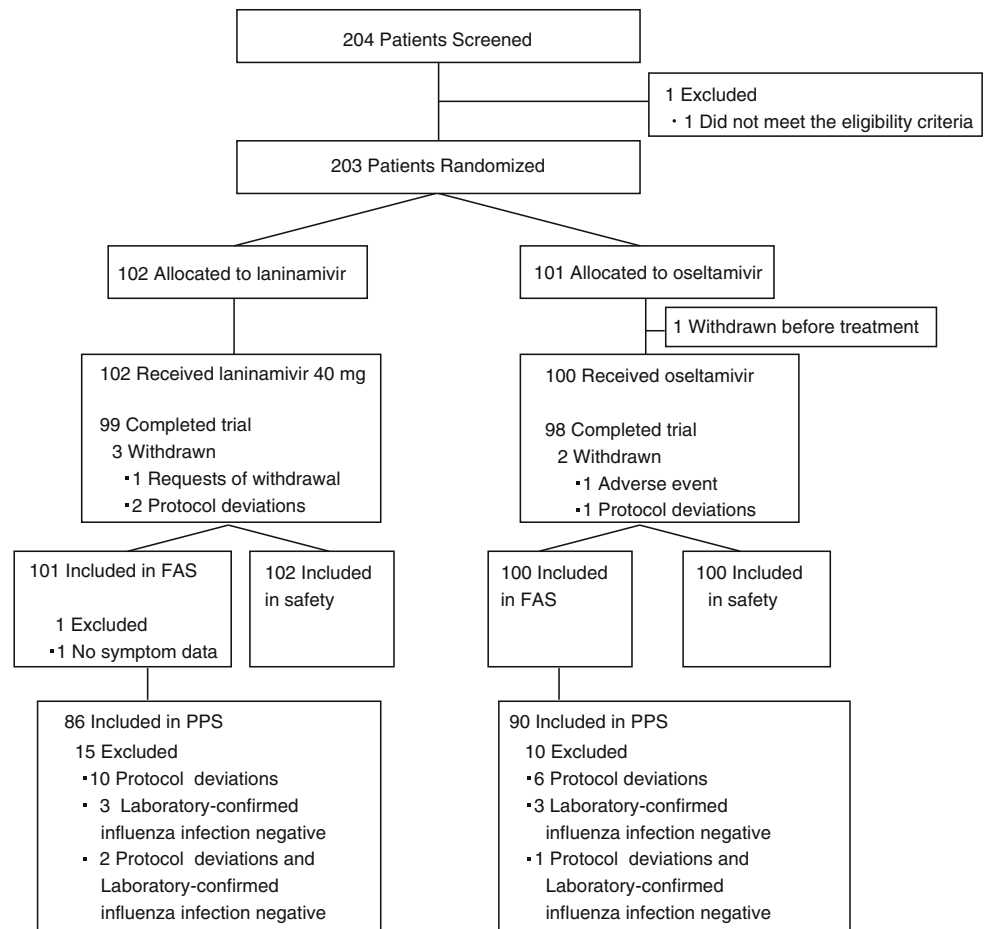 204 Patients Screened
1 Excluded
· 1 Did not meet the eligibility criteria
203 Patients Randomized
102 Allocated to laninamivir
101 Allocated to oseltamivir
1 Withdrawn before treatment
102 Received laninamivir 40 mg
99 Completed trial
3 Withdrawn
▪1 Requests of withdrawal
▪2 Protocol deviations
100 Received oseltamivir
98 Completed trial
2 Withdrawn
▪1 Adverse event
▪1 Protocol deviations
101 Included in FAS
1 Excluded
▪1 No symptom data
102 Included
in safety
100 Included
in FAS
100 Included
in safety
86 Included in PPS
15 Excluded
▪10 Protocol deviations
▪ 3 Laboratory-confirmed
influenza infection negative
▪ 2 Protocol deviations and
Laboratory-confirmed
influenza infection negative
90 Included in PPS
10 Excluded
▪6 Protocol deviations
▪3 Laboratory-confirmed
influenza infection negative
▪1 Protocol deviations and
Laboratory-confirmed
influenza infection negative